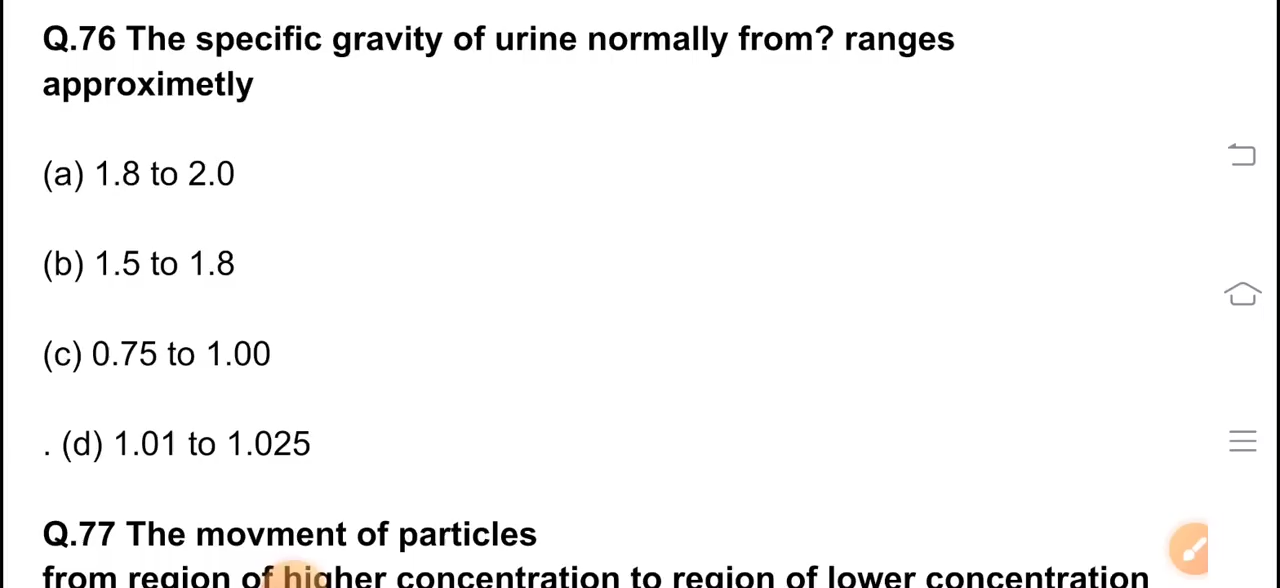 Q.76 The specific gravity of urine normally from? ranges
approximetly
(a) 1.8 to 2.0
(b) 1.5 to 1.8
(c) 0.75 to 1.00
. (d) 1.01 to 1.025
Q.77 The movment of particles
from region of higher concentration to region of lower concentration